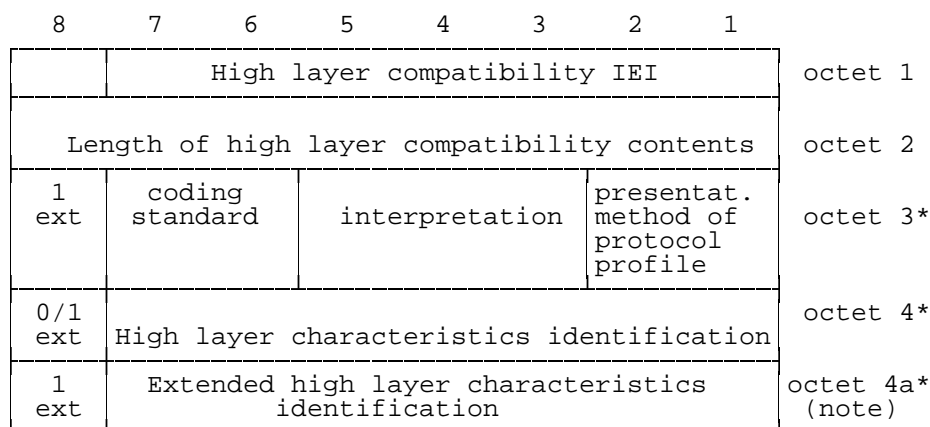 8 7 6 5 4 3 2 1
High layer compatibility IEI octet 1
Length of high layer compatibility contents octet 2
1 coding presentat.
ext standard interpretation method of octet 3*
protocol
profile
0/1 octet 4*
ext High layer characteristics identification
1 Extended high layer characteristics octet 4a*
ext identification (note)